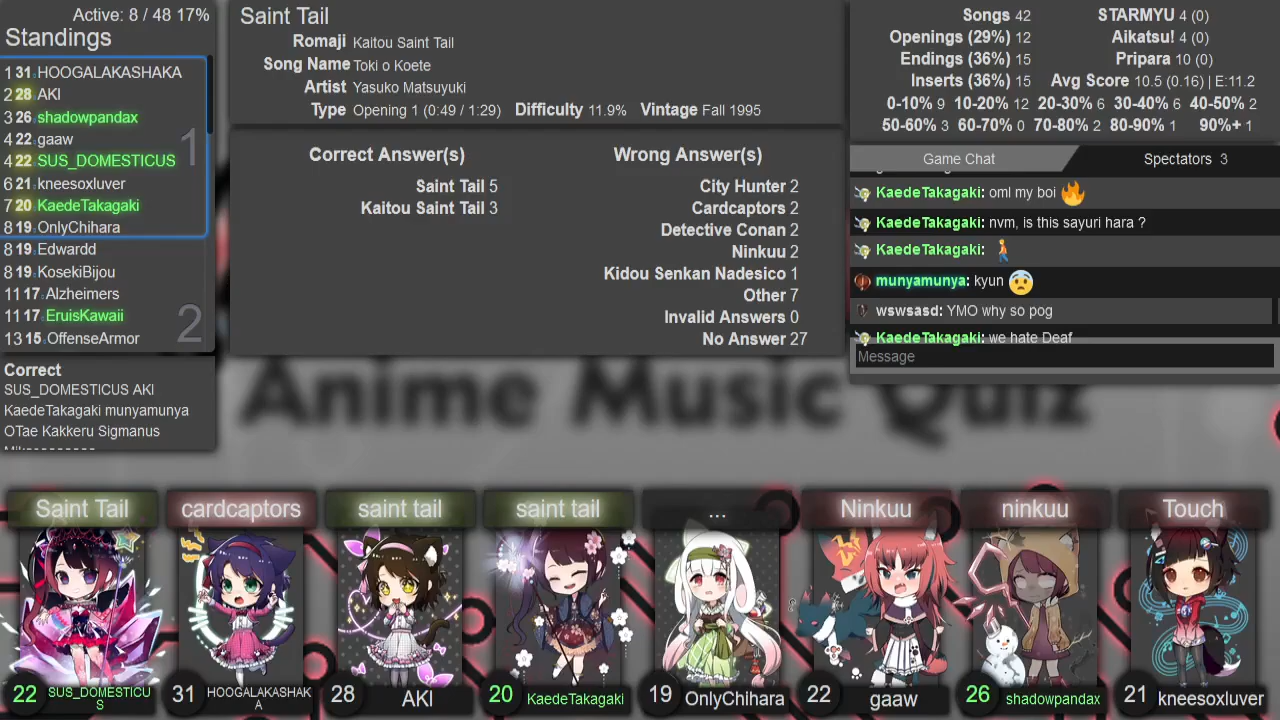 Active: 8 / 48 17%
Standings
1 31 HOOGALAKASHAKA
2 28 AKI
3 26 shadowpandax
4 22 gaaw
4 22 SUS_DOMESTICUS
6 21 kneesoxluver
7 20 KaedeTakagaki
8 19 OnlyChihara
1
8 19 Edwardd
8 19 KosekiBijou
11 17 Alzheimers
11 17 EruisKawaii
13 15 OffenseArmor
2
Correct
SUS_DOMESTICUS AKI
KaedeTakagaki munyamunya
OTae Kakkeru Sigmanus
Saint Tail
Romaji Kaitou Saint Tail
Song Name Toki o Koete
Artist Yasuko Matsuyuki
Type Opening 1 (0:49 / 1:29) Difficulty 11.9% Vintage Fall 1995
Correct Answer(s)
Saint Tail 5
Kaitou Saint Tail 3
Wrong Answer(s)
City Hunter 2
Cardcaptors 2
Detective Conan 2
Ninkuu 2
Kidou Senkan Nadesico 1
Other 7
Invalid Answers 0
No Answer 27
Songs 42 STARMYU 4 (0)
Openings (29%) 12 Aikatsu! 4 (0)
Endings (36%) 15 Pripara 10 (0)
Inserts (36%) 15 Avg Score 10.5 (0.16) | E:11.2
0-10% 9 10-20% 12 20-30% 6 30-40% 6 40-50% 2
50-60% 3 60-70% 0 70-80% 2 80-90% 1 90%+ 1
Game Chat Spectators 3
KaedeTakagaki: oml my boi 🔥
KaedeTakagaki: nvm, is this sayuri hara ?
KaedeTakagaki: 🚶
munyamunya: kyun 😨
wswsasd: YMO why so pog
KaedeTakagaki: we hate Deaf
Message
Anime Music Quiz
Saint Tail cardcaptors saint tail saint tail ... Ninkuu ninkuu Touch
22 SUS_DOMESTICUS 31 HOOGALAKASHAKA 28 AKI 20 KaedeTakagaki 19 OnlyChihara 22 gaaw 26 shadowpandax 21 kneesoxluver